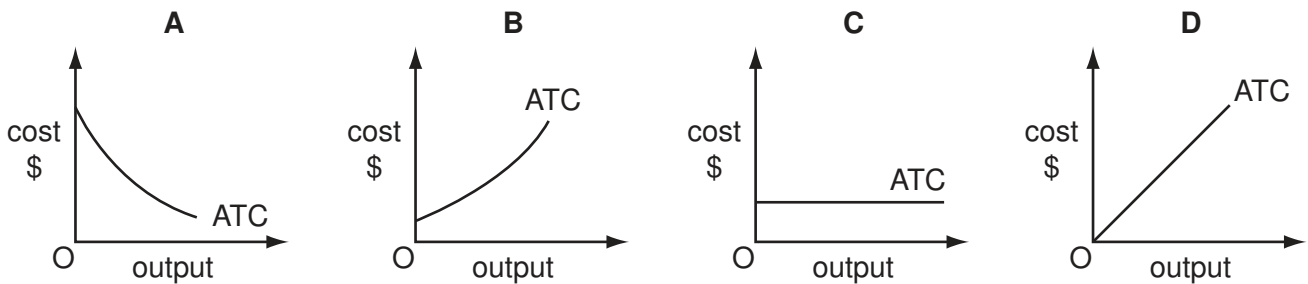 A
cost
$
ATC
O
output
B
cost
$
ATC
O
output
C
cost
$
ATC
O
output
D
cost
$
ATC
O
output